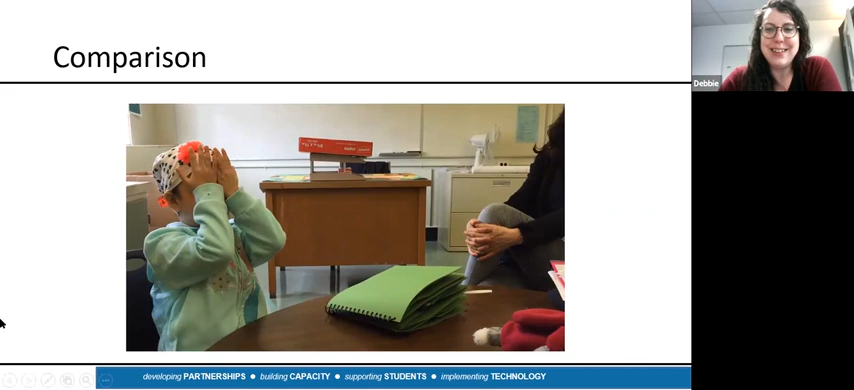 Comparison
Debbie
developing PARTNERSHIPS ● building CAPACITY ● supporting STUDENTS ● implementing TECHNOLOGY